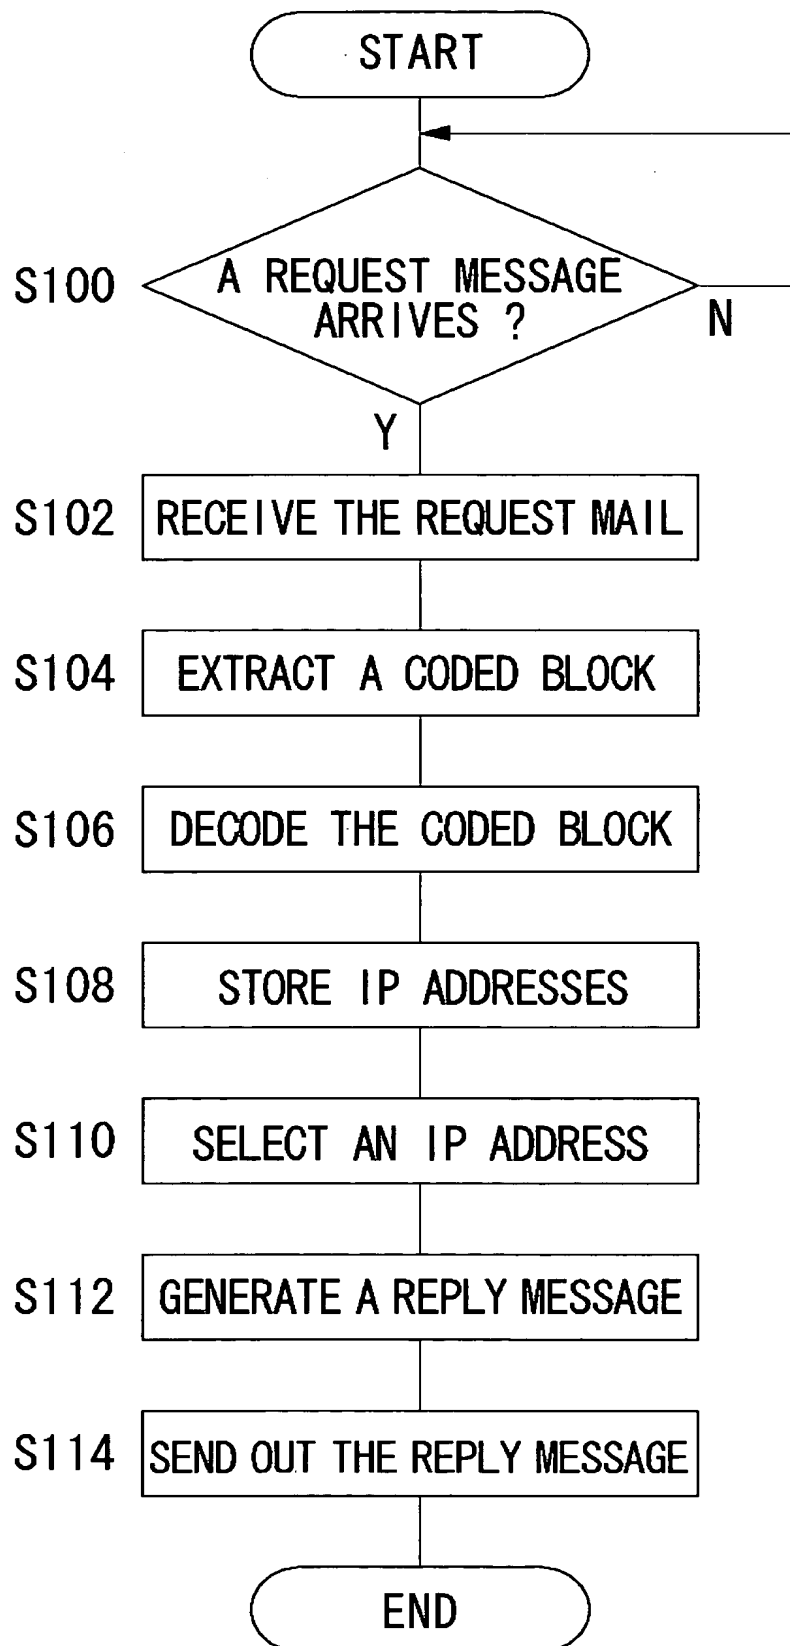 START
S100
A REQUEST MESSAGE
ARRIVES ?
N
Y
S102
RECEIVE THE REQUEST MAIL
S104
EXTRACT A CODED BLOCK
S106
DECODE THE CODED BLOCK
S108
STORE IP ADDRESSES
S110
SELECT AN IP ADDRESS
S112
GENERATE A REPLY MESSAGE
S114
SEND OUT THE REPLY MESSAGE
END